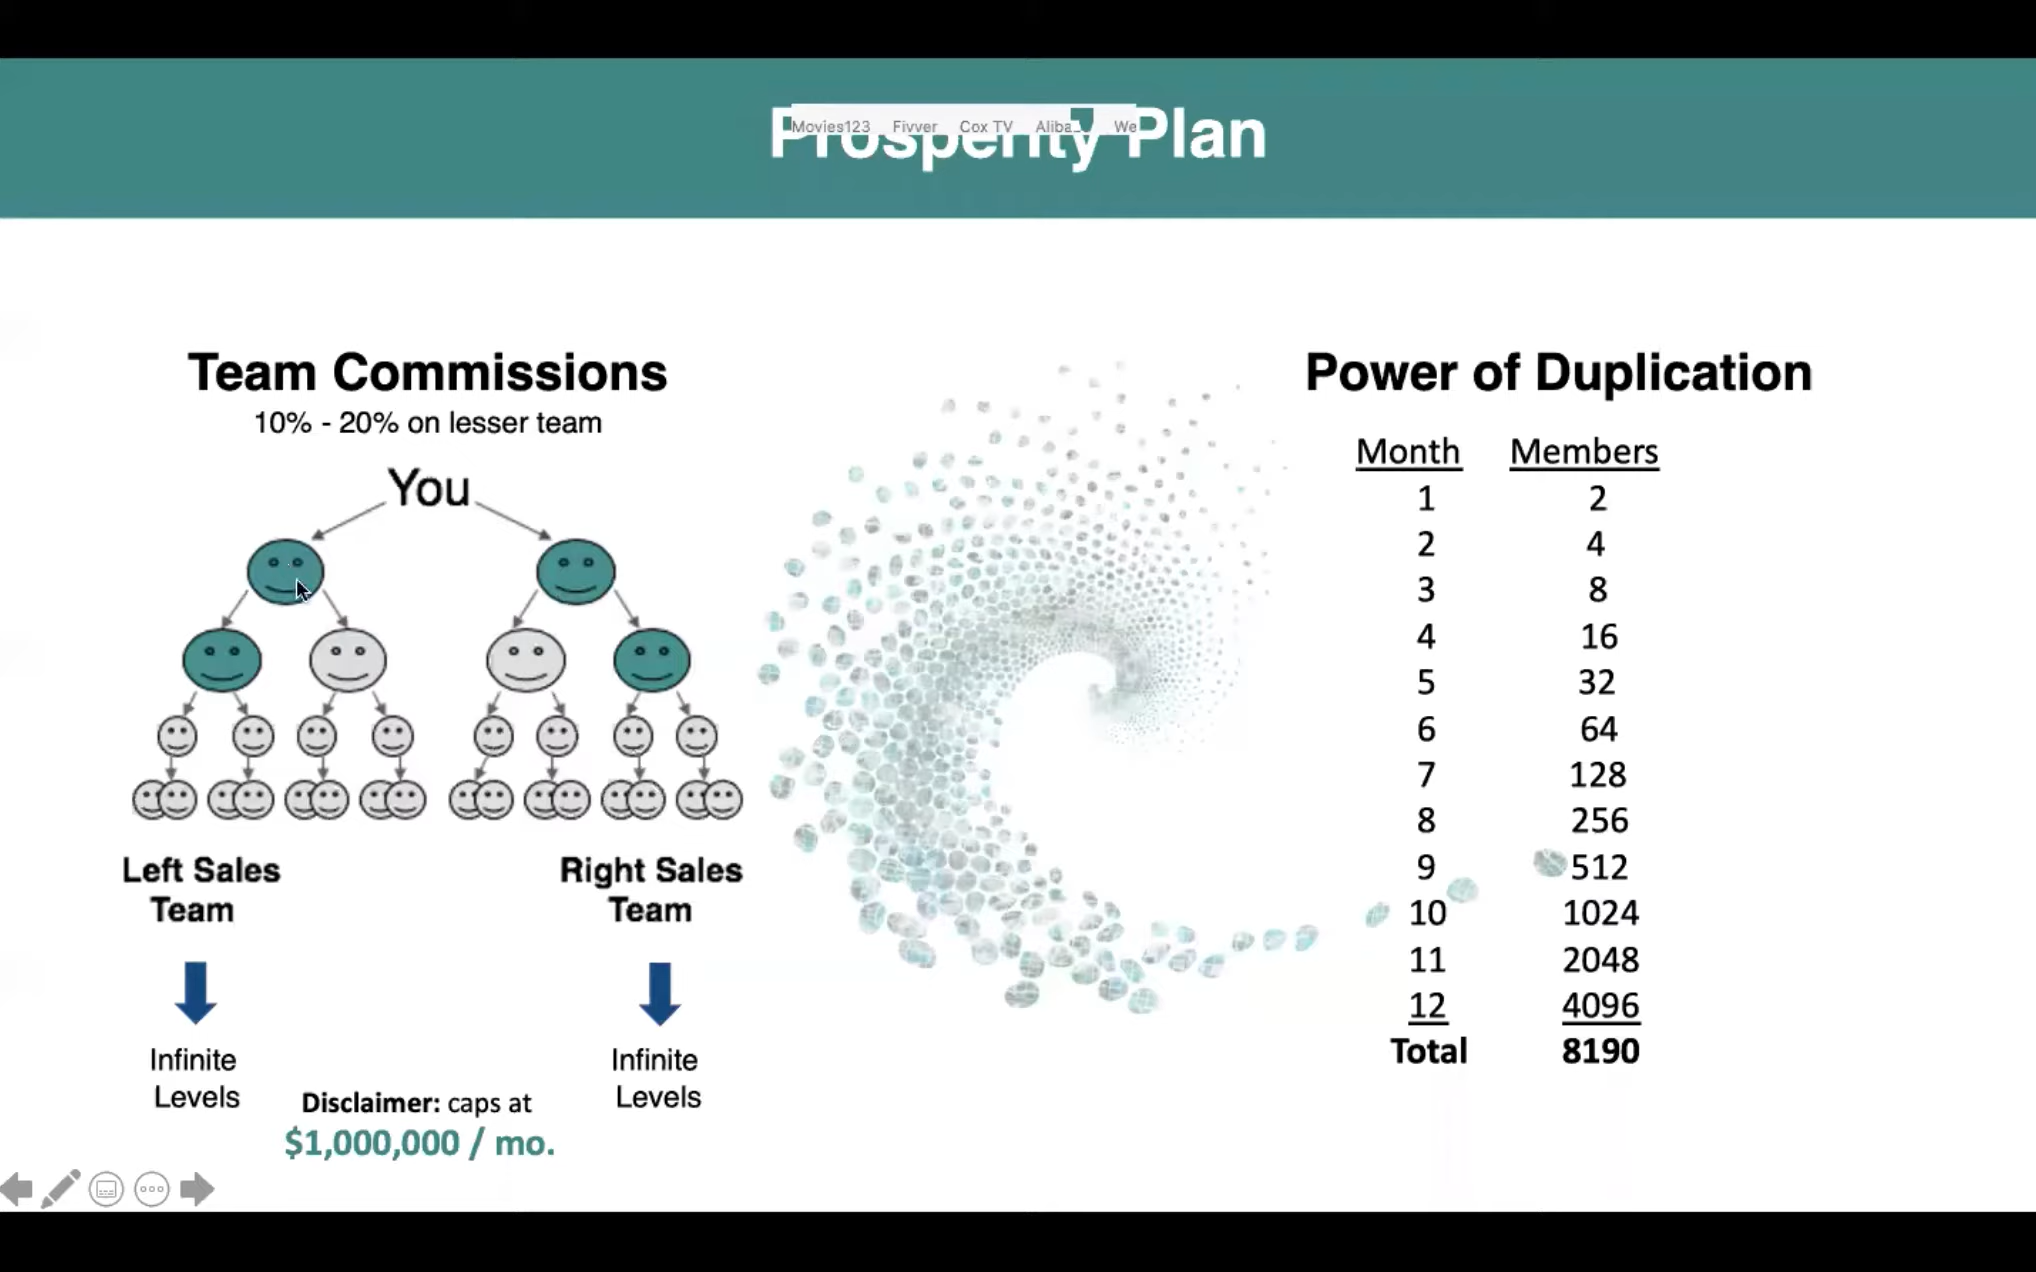 Prosperity Plan
Movies123 Fivver Cox TV Aliba... We
Team Commissions
10% - 20% on lesser team
You
Left Sales
Team
Right Sales
Team
Infinite
Levels
Infinite
Levels
Disclaimer: caps at
$1,000,000 / mo.
Power of Duplication
Month Members
1 2
2 4
3 8
4 16
5 32
6 64
7 128
8 256
9 512
10 1024
11 2048
12 4096
Total 8190